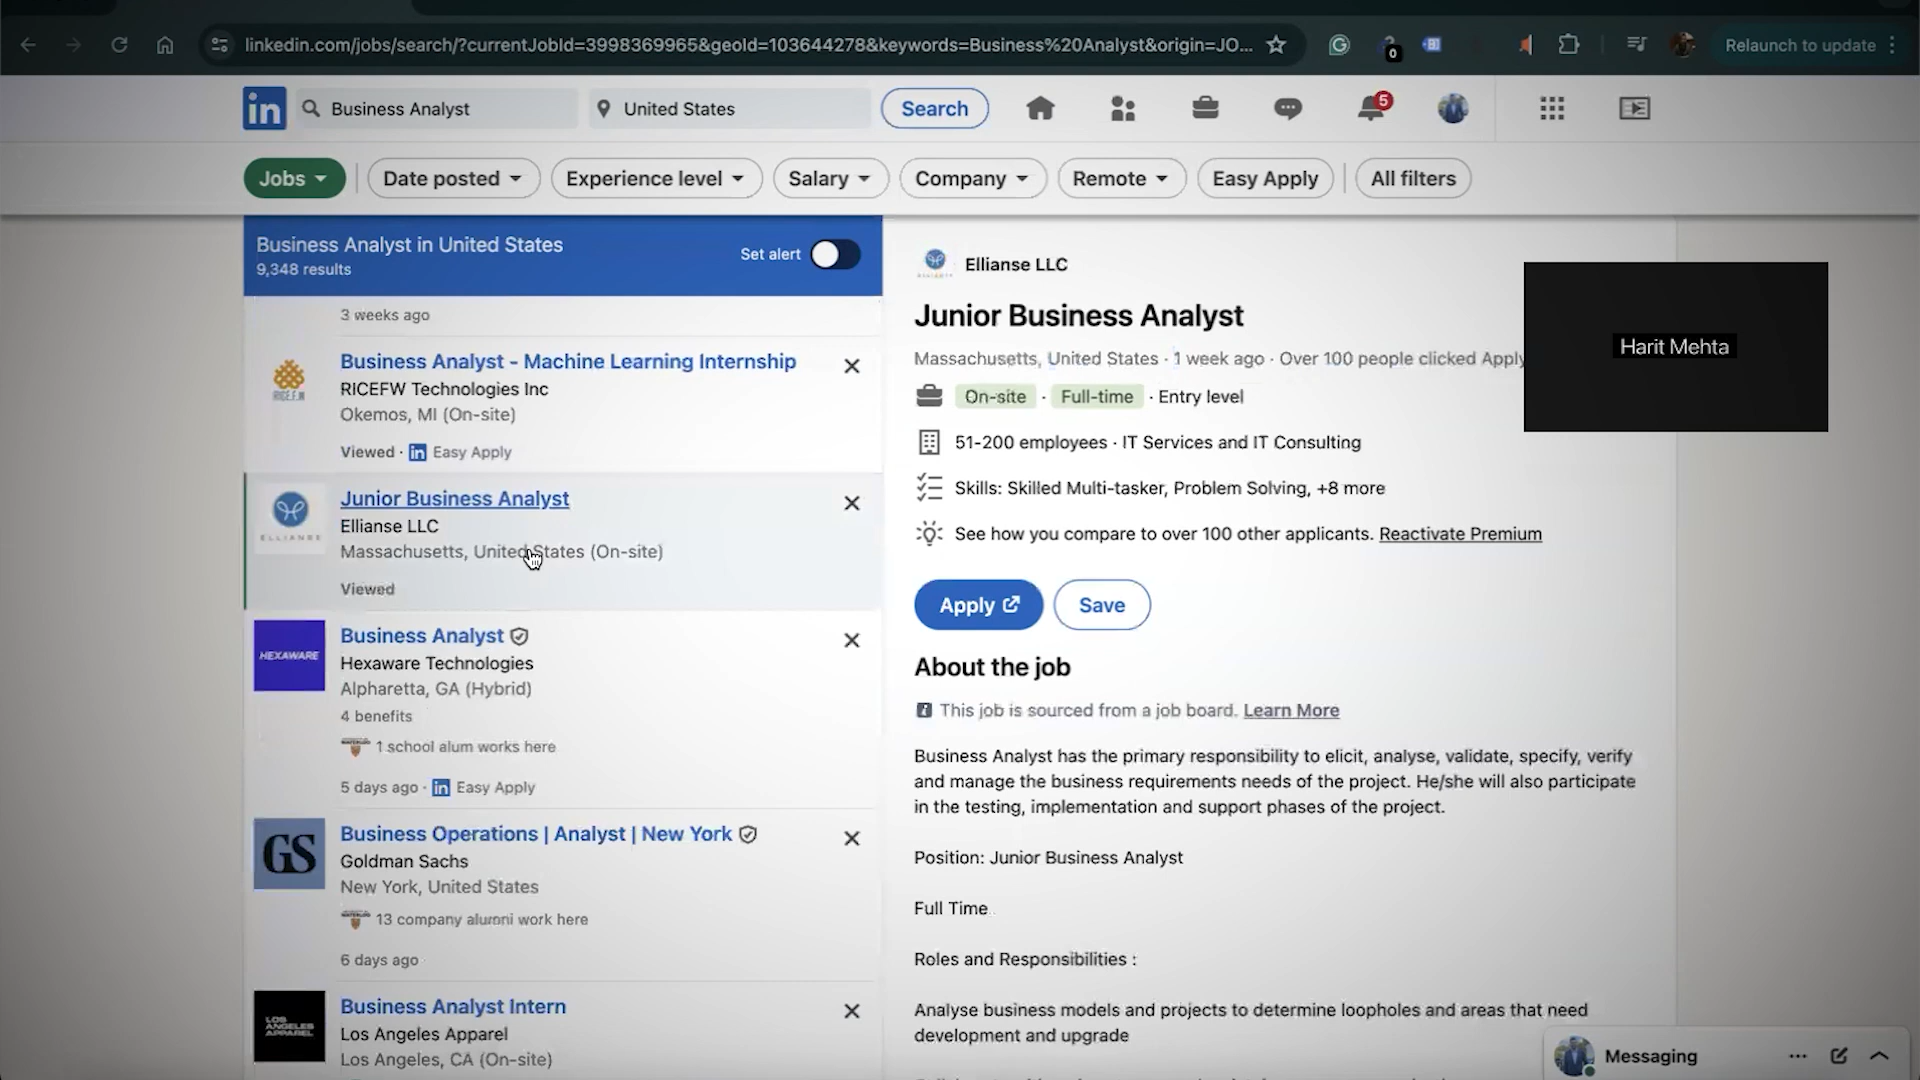 linkedin.com/jobs/search/?currentJobId=3998369965&geoId=103644278&keywords=Business%20Analyst&origin=JO...
0
Relaunch to update
in
Business Analyst
United States
Search
5
Jobs
Date posted
Experience level
Salary
Company
Remote
Easy Apply
All filters
Business Analyst in United States
9,348 results
Set alert
3 weeks ago
RICE.F.W
Business Analyst - Machine Learning Internship
RICEFW Technologies Inc
Okemos, MI (On-site)
Viewed · in Easy Apply
ELLIANSE
Junior Business Analyst
Ellianse LLC
Massachusetts, United States (On-site)
Viewed
HEXAWARE
Business Analyst
Hexaware Technologies
Alpharetta, GA (Hybrid)
4 benefits
1 school alum works here
5 days ago · in Easy Apply
GS
Business Operations | Analyst | New York
Goldman Sachs
New York, United States
13 company alumni work here
6 days ago
LOS ANGELES APPAREL
Business Analyst Intern
Los Angeles Apparel
Los Angeles, CA (On-site)
Ellianse LLC
Junior Business Analyst
Massachusetts, United States · 1 week ago · Over 100 people clicked Apply
On-site · Full-time · Entry level
51-200 employees · IT Services and IT Consulting
Skills: Skilled Multi-tasker, Problem Solving, +8 more
See how you compare to over 100 other applicants. Reactivate Premium
Apply
Save
About the job
This job is sourced from a job board. Learn More
Business Analyst has the primary responsibility to elicit, analyse, validate, specify, verify
and manage the business requirements needs of the project. He/she will also participate
in the testing, implementation and support phases of the project.
Position: Junior Business Analyst
Full Time
Roles and Responsibilities :
Analyse business models and projects to determine loopholes and areas that need
development and upgrade
Harit Mehta
Messaging